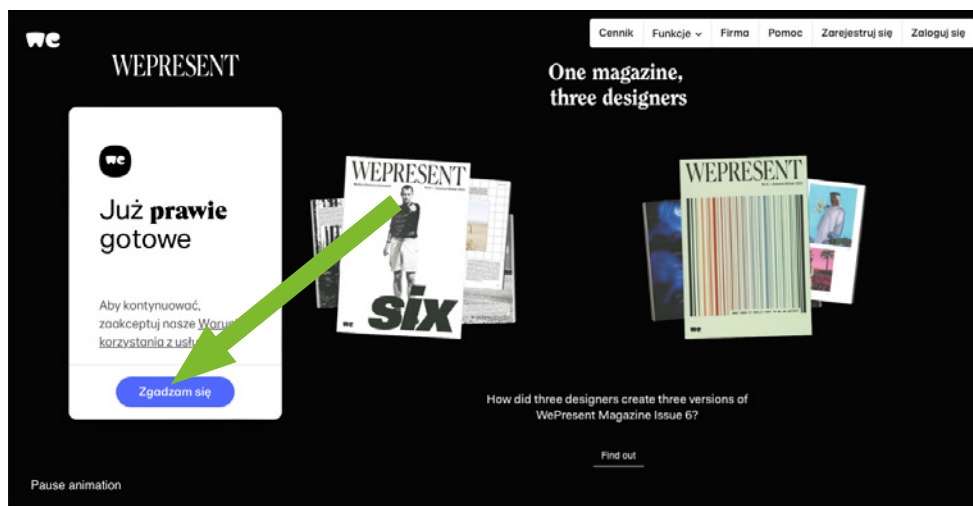 we
Cennik Funkcje Firma Pomoc Zarejestruj się Zaloguj się
WEPRESENT
One magazine,
three designers
we
Już prawie
gotowe
Aby kontynuować,
zaakceptuj nasze
korzystania z
Zgadzam się
WEPRESENT
SIX
we
WEPRESENT
we
How did three designers create three versions of
WePresent Magazine Issue 6?
Find out
Pause animation